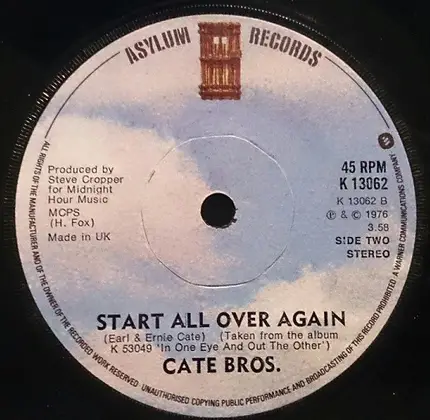 ASYLUM RECORDS
Produced by
Steve Cropper
for Midnight
Hour Music
MCPS
(H. Fox)
Made in UK
45 RPM
K 13062
K 13062 B
℗ & © 1976
3.58
SIDE TWO
STEREO
START ALL OVER AGAIN
(Earl & Ernie Cate) (Taken from the album
K 53049 'In One Eye And Out The Other')
CATE BROS.
ALL RIGHTS OF THE MANUFACTURER AND OF THE OWNER OF THE RECORDED WORK RESERVED UNAUTHORISED COPYING PUBLIC PERFORMANCE AND BROADCASTING OF THIS RECORD PROHIBITED. A WARNER COMMUNICATIONS COMPANY